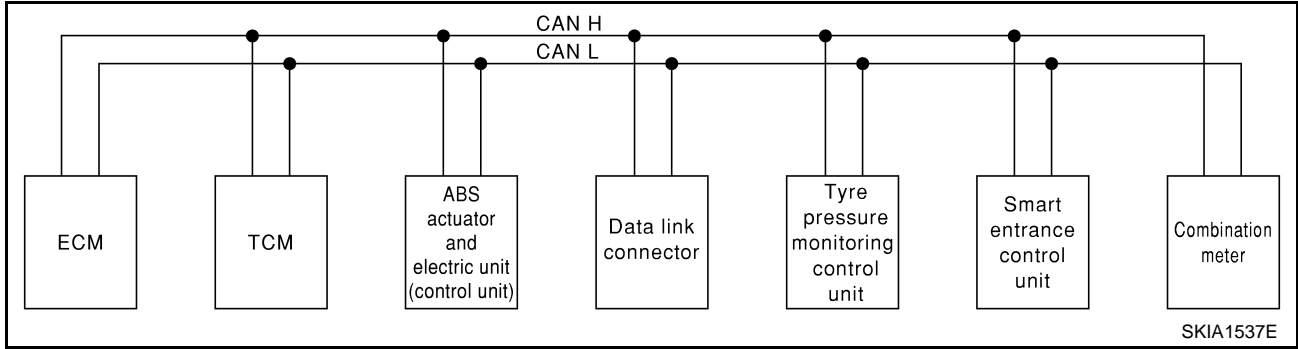 CAN H
CAN L
ECM
TCM
ABS
actuator
and
electric unit
(control unit)
Data link
connector
Tyre
pressure
monitoring
control
unit
Smart
entrance
control
unit
Combination
meter
SKIA1537E